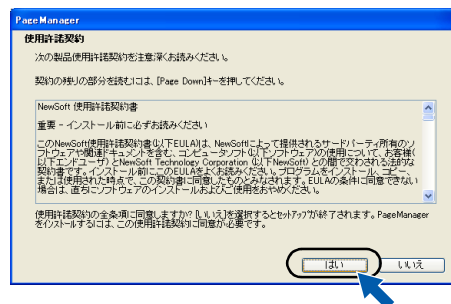 PageManager
使用許諾契約
次の製品使用許諾契約を注意深くお読みください。
契約の残りの部分を読むには、[Page Down]キーを押してください。
NewSoft 使用許諾契約書
重要 - インストール前に必ずお読みください
このNewSoft使用許諾契約書(以下EULA)は、NewSoftによって提供されるサードパーティ所有のソ
フトウェアや関連ドキュメントを含む、コンピュータソフト(以下ソフトウェア)の使用について、お客様(
以下エンドユーザ)とNewSoft Technology Corporation (以下NewSoft)との間で交わされる法的な
契約書です。インストール前にこのEULAをよくお読みください。プログラムをインストール、コピー、
または使用された時点で、この契約書に同意したものとみなされます。EULAの条件に同意できない
場合は、直ちにソフトウェアのインストールおよびご使用をおやめください。
使用許諾契約の全条項に同意しますか? [いいえ]を選択するとセットアップが終了されます。PageManager
をインストールするには、この使用許諾契約に同意が必要です。
はい
いいえ